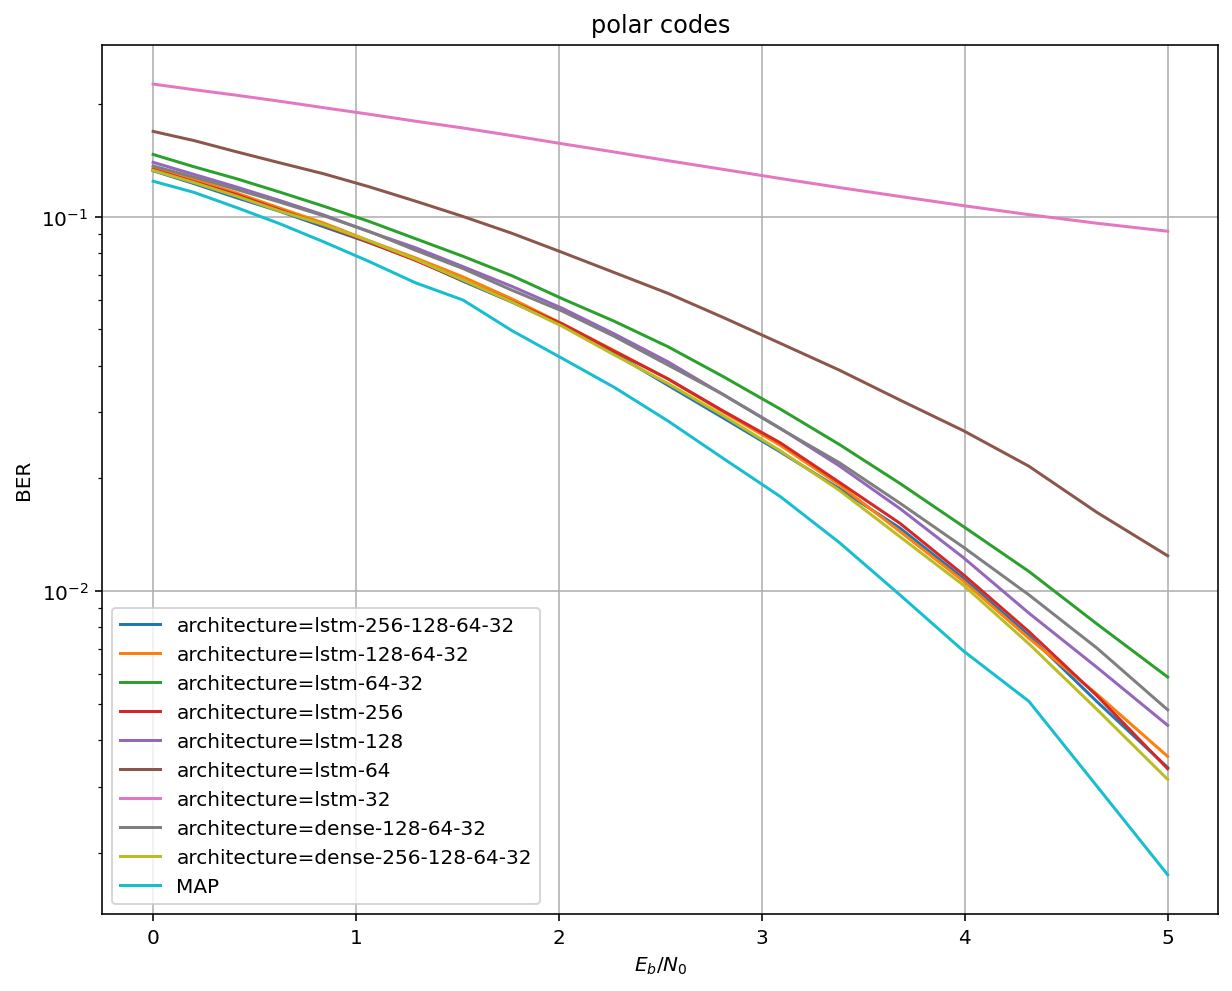 polar codes
10⁻¹
10⁻²
BER
architecture=lstm-256-128-64-32
architecture=lstm-128-64-32
architecture=lstm-64-32
architecture=lstm-256
architecture=lstm-128
architecture=lstm-64
architecture=lstm-32
architecture=dense-128-64-32
architecture=dense-256-128-64-32
MAP
0 1 2 3 4 5
E_b/N_0